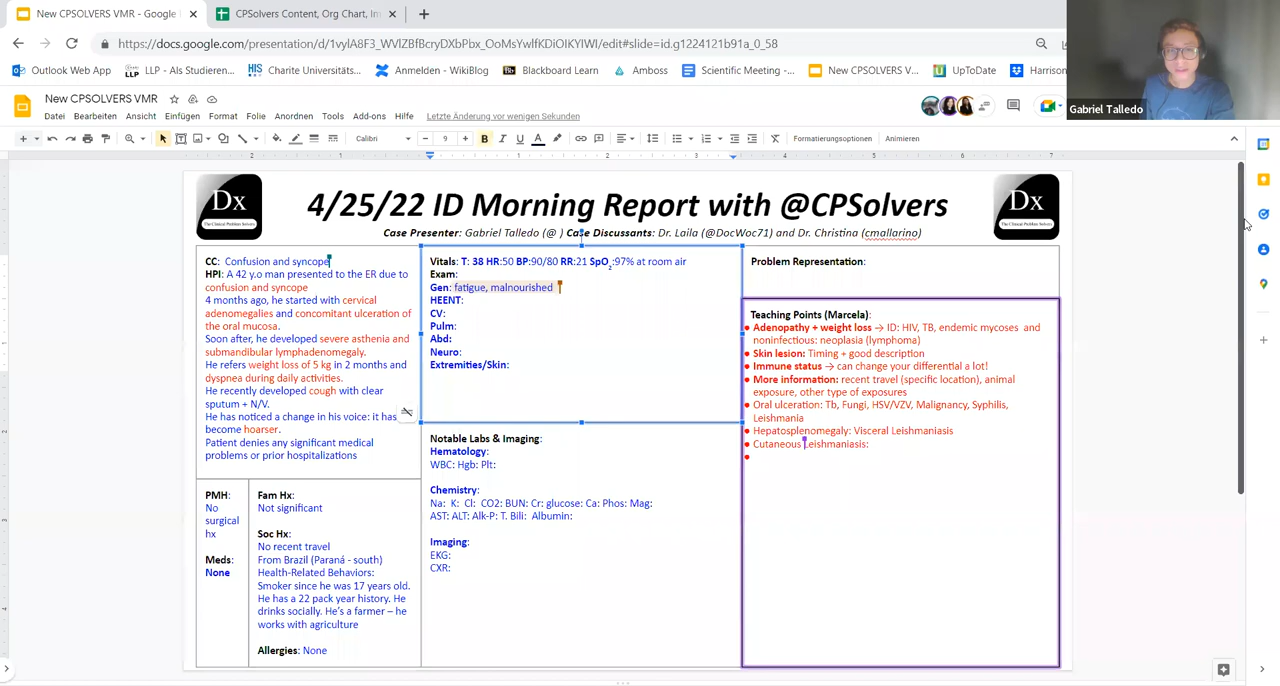 New CPSOLVERS VMR - Google
CPSolvers Content, Org Chart, Im
https://docs.google.com/presentation/d/1vylA8F3_WVlZBfBcryDXbPbx_OoMsYwlfKDiOIKYIWI/edit#slide=id.g1224121b91a_0_58
Outlook Web App
LLP - Als Studieren...
Charite Universitäts...
Anmelden - WikiBlog
Blackboard Learn
Amboss
Scientific Meeting -...
New CPSOLVERS V...
UpToDate
Harrison
Gabriel Talledo
New CPSOLVERS VMR
Datei Bearbeiten Ansicht Einfügen Format Folie Anordnen Tools Add-ons Hilfe Letzte Änderung vor wenigen Sekunden
Calibri 9 B I U A Formatierungsoptionen Animieren
Dx
The Clinical Problem Solvers
4/25/22 ID Morning Report with @CPSolvers
Case Presenter: Gabriel Talledo (@ ) Case Discussants: Dr. Laila (@DocWoc71) and Dr. Christina (cmallarino)
Dx
The Clinical Problem Solvers
CC: Confusion and syncope
HPI: A 42 y.o man presented to the ER due to
confusion and syncope
4 months ago, he started with cervical
adenomegalies and concomitant ulceration of
the oral mucosa.
Soon after, he developed severe asthenia and
submandibular lymphadenomegaly.
He refers weight loss of 5 kg in 2 months and
dyspnea during daily activities.
He recently developed cough with clear
sputum + N/V.
He has noticed a change in his voice: it has
become hoarser.
Patient denies any significant medical
problems or prior hospitalizations
PMH:
No
surgical
hx
Meds:
None
Fam Hx:
Not significant
Soc Hx:
No recent travel
From Brazil (Paraná - south)
Health-Related Behaviors:
Smoker since he was 17 years old.
He has a 22 pack year history. He
drinks socially. He's a farmer – he
works with agriculture
Allergies: None
Vitals: T: 38 HR:50 BP:90/80 RR:21 SpO2:97% at room air
Exam:
Gen: fatigue, malnourished
HEENT:
CV:
Pulm:
Abd:
Neuro:
Extremities/Skin:
Notable Labs & Imaging:
Hematology:
WBC: Hgb: Plt:
Chemistry:
Na: K: Cl: CO2: BUN: Cr: glucose: Ca: Phos: Mag:
AST: ALT: Alk-P: T. Bili: Albumin:
Imaging:
EKG:
CXR:
Problem Representation:
Teaching Points (Marcela):
Adenopathy + weight loss → ID: HIV, TB, endemic mycoses and
noninfectious: neoplasia (lymphoma)
Skin lesion: Timing + good description
Immune status → can change your differential a lot!
More information: recent travel (specific location), animal
exposure, other type of exposures
Oral ulceration: Tb, Fungi, HSV/VZV, Malignancy, Syphilis,
Leishmania
Hepatosplenomegaly: Visceral Leishmaniasis
Cutaneous Leishmaniasis: